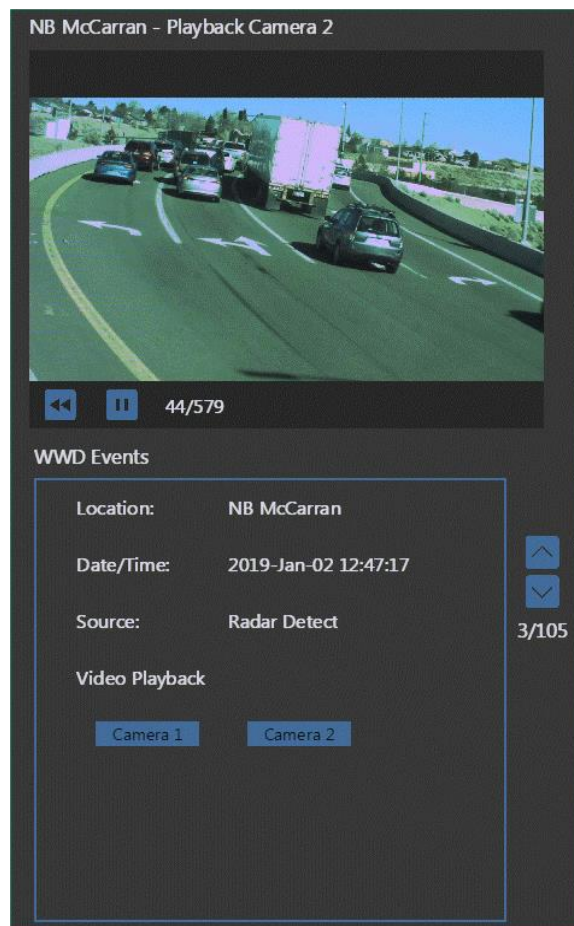 NB McCarran - Playback Camera 2
44/579
WWD Events
Location: NB McCarran
Date/Time: 2019-Jan-02 12:47:17
Source: Radar Detect
3/105
Video Playback
Camera 1 Camera 2